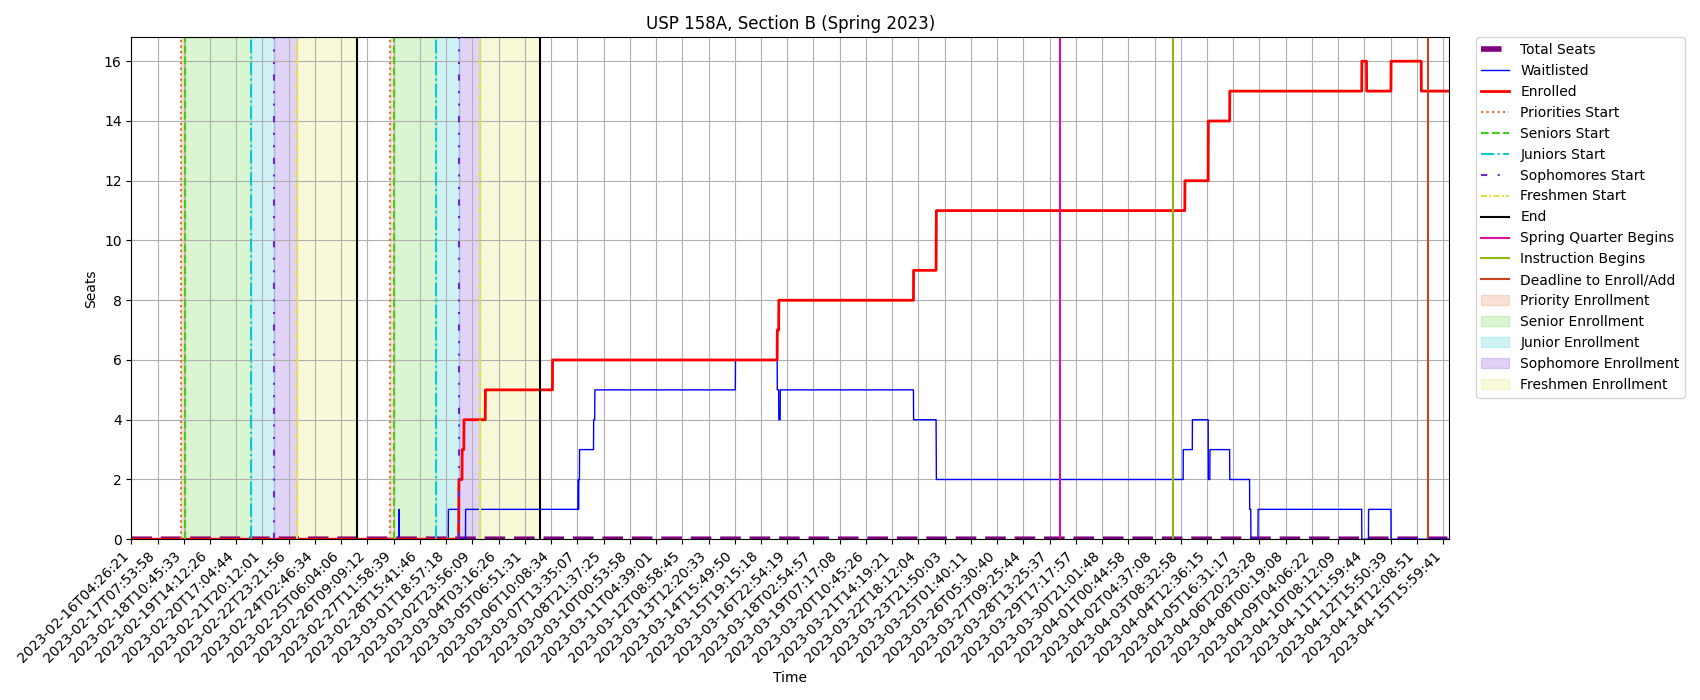 USP 158A, Section B (Spring 2023)
Seats
16
14
12
10
8
6
4
2
0
2023-02-16T04:26:21
2023-02-17T07:53:58
2023-02-18T10:45:33
2023-02-19T14:12:26
2023-02-20T17:04:44
2023-02-21T20:12:01
2023-02-22T23:21:56
2023-02-24T02:46:34
2023-02-25T06:04:06
2023-02-26T09:09:12
2023-02-27T11:58:39
2023-02-28T15:41:46
2023-03-01T18:57:18
2023-03-02T23:56:09
2023-03-04T03:16:20
2023-03-05T06:51:31
2023-03-06T10:08:34
2023-03-07T13:35:07
2023-03-08T21:37:25
2023-03-10T00:53:58
2023-03-11T04:39:01
2023-03-12T08:58:45
2023-03-13T12:20:33
2023-03-14T15:49:50
2023-03-15T19:15:18
2023-03-16T22:54:19
2023-03-18T02:54:57
2023-03-19T07:17:08
2023-03-20T10:45:26
2023-03-21T14:19:21
2023-03-22T18:12:04
2023-03-23T21:50:03
2023-03-25T01:40:11
2023-03-26T05:30:40
2023-03-27T09:25:44
2023-03-28T13:25:37
2023-03-29T17:17:57
2023-03-30T21:01:48
2023-04-01T00:44:58
2023-04-02T04:37:08
2023-04-03T08:32:58
2023-04-04T12:36:15
2023-04-05T16:31:17
2023-04-06T20:23:28
2023-04-08T00:19:08
2023-04-09T04:06:22
2023-04-10T08:12:09
2023-04-11T11:59:44
2023-04-12T15:50:39
2023-04-14T12:08:51
2023-04-15T15:59:41
Time
Total Seats
Waitlisted
Enrolled
Priorities Start
Seniors Start
Juniors Start
Sophomores Start
Freshmen Start
End
Spring Quarter Begins
Instruction Begins
Deadline to Enroll/Add
Priority Enrollment
Senior Enrollment
Junior Enrollment
Sophomore Enrollment
Freshmen Enrollment